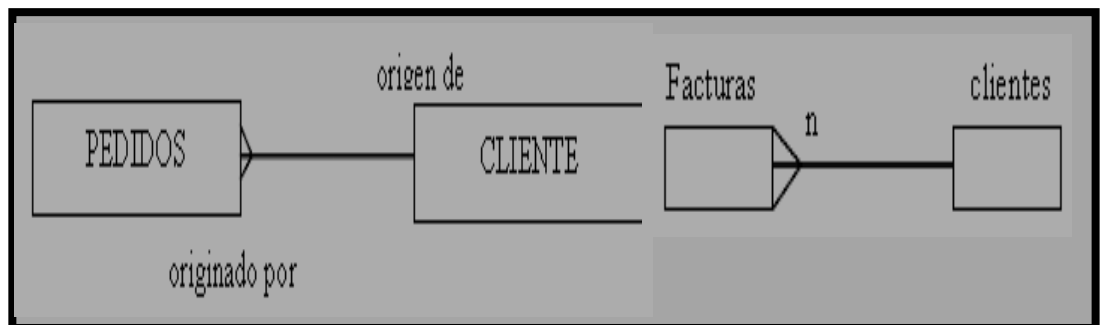 origen de
PEDIDOS
CLIENTE
originado por
Facturas
clientes
n